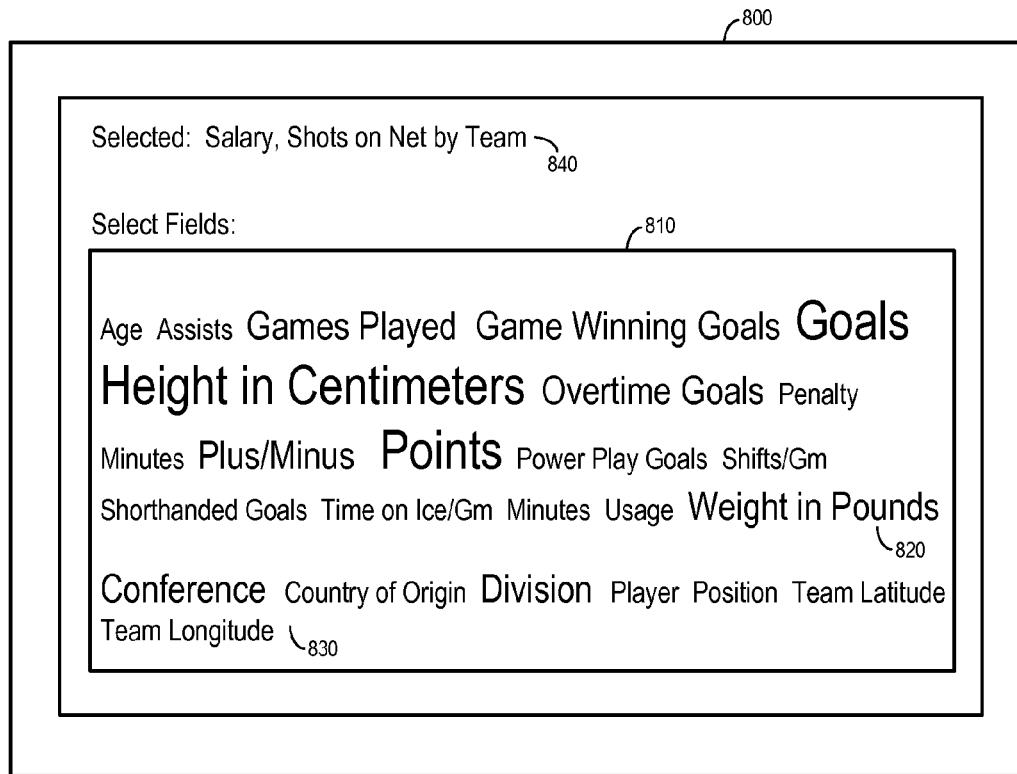 800
Selected: Salary, Shots on Net by Team
840
Select Fields:
810
Age Assists Games Played Game Winning Goals Goals
Height in Centimeters Overtime Goals Penalty
Minutes Plus/Minus Points Power Play Goals Shifts/Gm
Shorthanded Goals Time on Ice/Gm Minutes Usage Weight in Pounds
820
Conference Country of Origin Division Player Position Team Latitude
Team Longitude
830